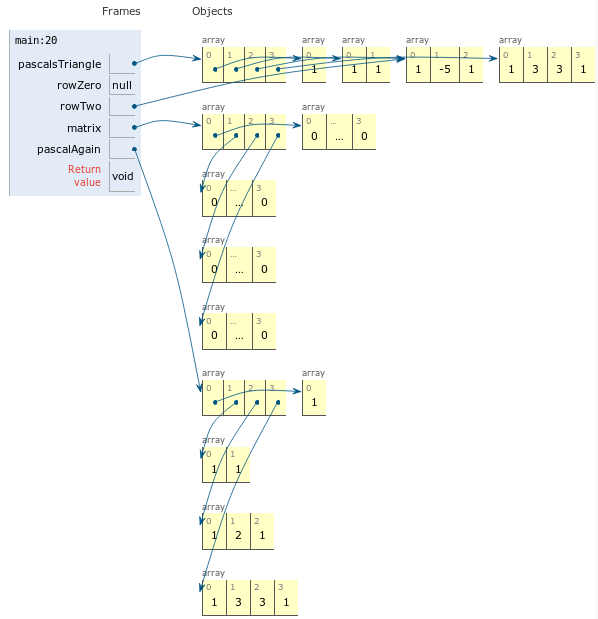 Frames Objects
main:20
pascalsTriangle
rowZero null
rowTwo
matrix
pascalAgain
Return value void
array array array array array
0 1 2 3 0 0 1 0 1 2 0 1 2 3
1 1 1 1 -5 1 1 3 3 1
array array
0 1 2 3 0 ... 3
0 ... 0
array
0 ... 3
0 ... 0
array
0 ... 3
0 ... 0
array
0 ... 3
0 ... 0
array array
0 1 2 3 0
1
array
0 1
1 1
array
0 1 2
1 2 1
array
0 1 2 3
1 3 3 1